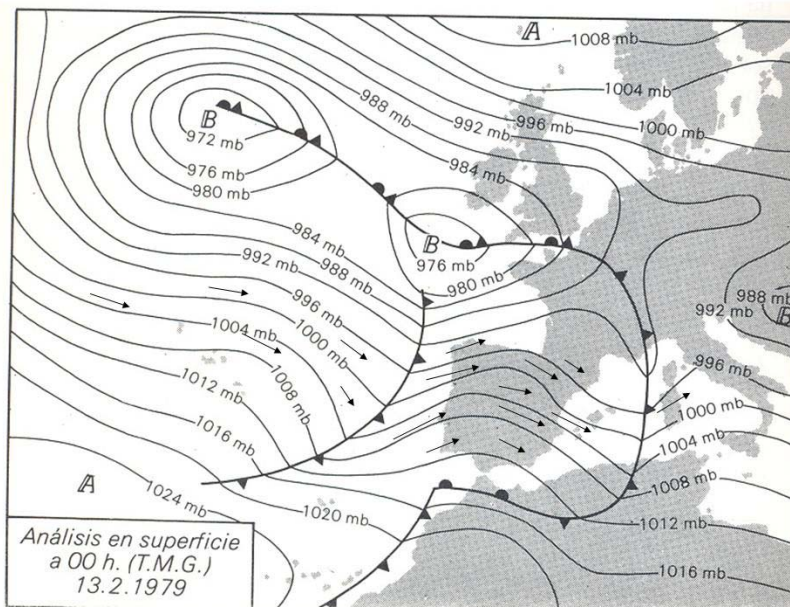 A
1008 mb
1004 mb
988 mb
992 mb
996 mb
1000 mb
B
972 mb
976 mb
980 mb
984 mb
B
976 mb
980 mb
984 mb
992 mb
988 mb
996 mb
1000 mb
1004 mb
1008 mb
1012 mb
1016 mb
988 mb
B
992 mb
996 mb
1000 mb
1004 mb
1008 mb
1012 mb
1016 mb
A
1024 mb
1020 mb
Análisis en superficie
a 00 h. (T.M.G.)
13.2.1979